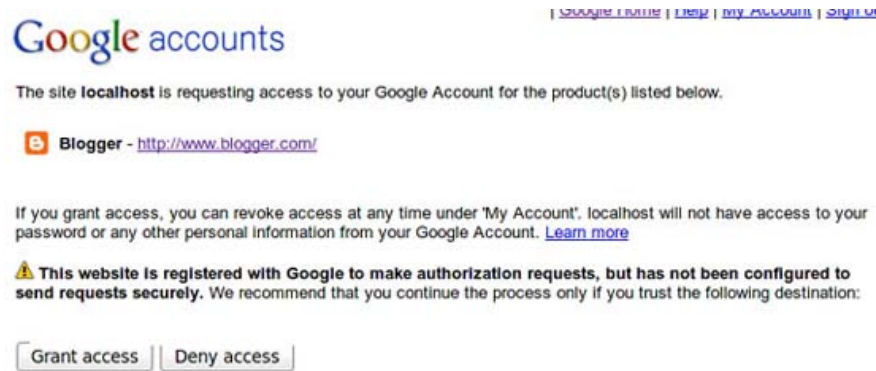 | Google Home | Help | My Account | Sign o
Google accounts
The site localhost is requesting access to your Google Account for the product(s) listed below.
Blogger - http://www.blogger.com/
If you grant access, you can revoke access at any time under 'My Account'. localhost will not have access to your
password or any other personal information from your Google Account. Learn more
This website is registered with Google to make authorization requests, but has not been configured to
send requests securely. We recommend that you continue the process only if you trust the following destination:
Grant access Deny access